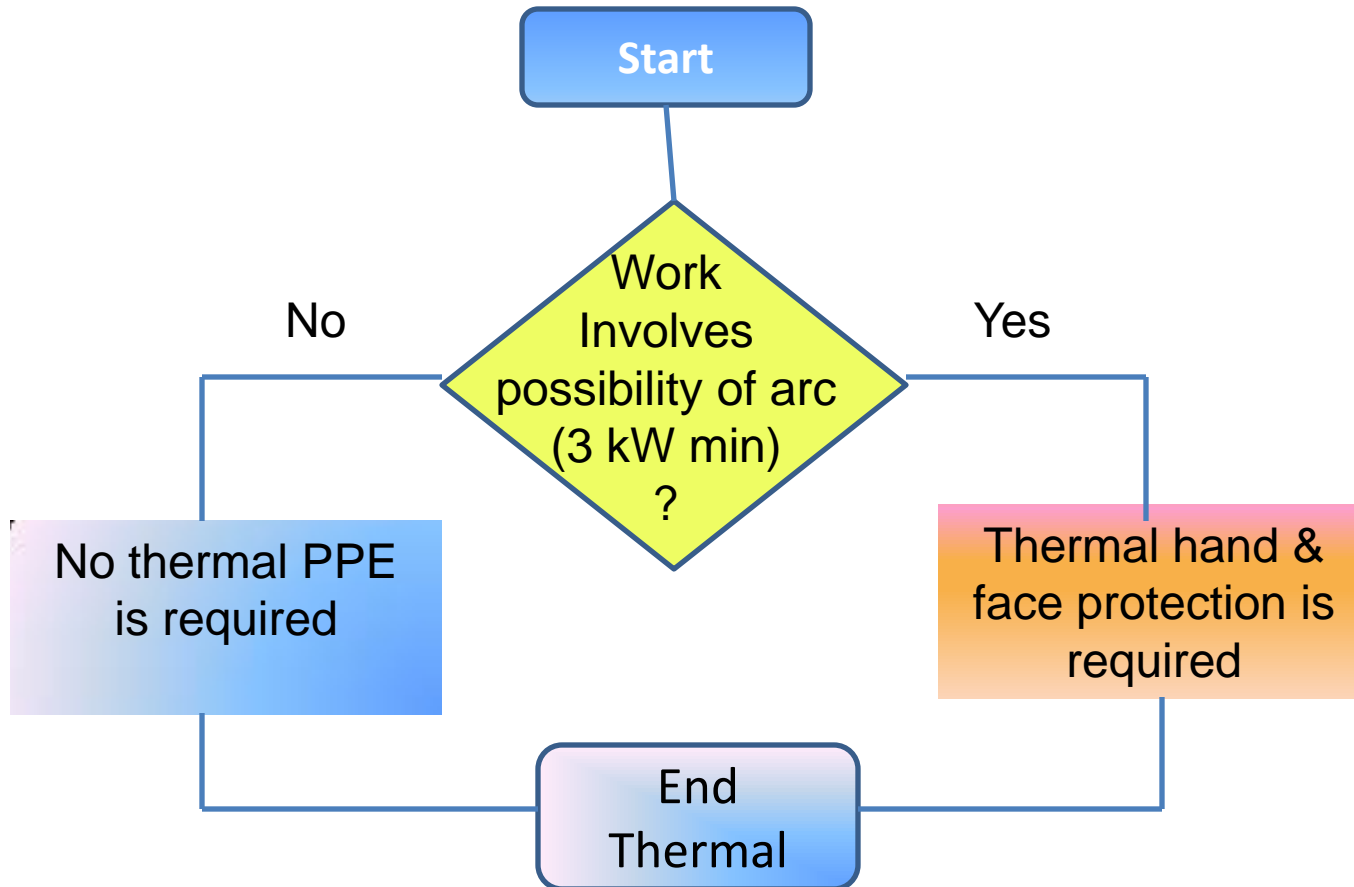 Start
Work
Involves
possibility of arc
(3 kW min)
?
No
Yes
No thermal PPE
is required
Thermal hand &
face protection is
required
End
Thermal